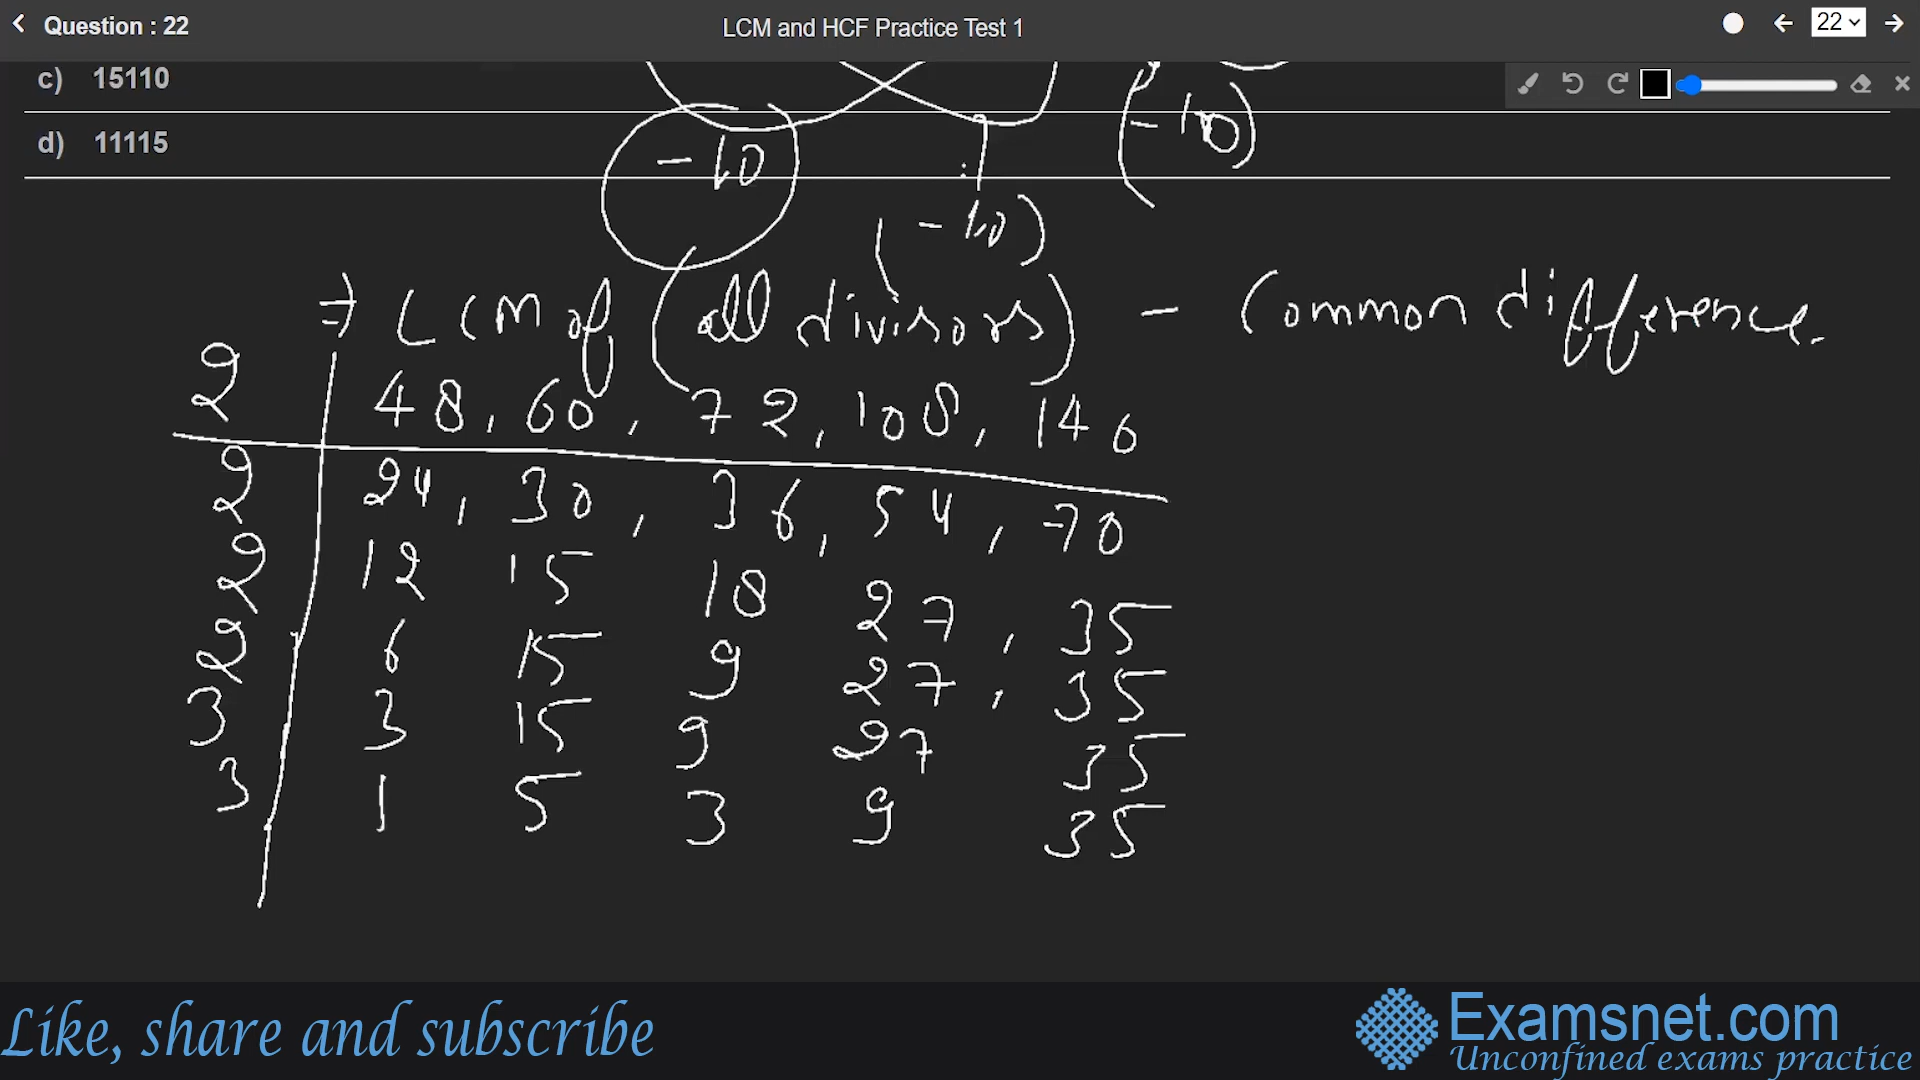 Question : 22
LCM and HCF Practice Test 1
22
c) 15110
d) 11115
- 10
- 10)
( - 10)
⇒ LCM of (all divisors) - Common difference.
2 48, 60, 72, 108, 140
2 24, 30, 36, 54, 70
2 12 15 18 27, 35
2 6 15 9 27, 35
3 3 15 9 27 35
3 1 5 3 9 35
Like, share and subscribe
Examsnet.com
Unconfined exams practice